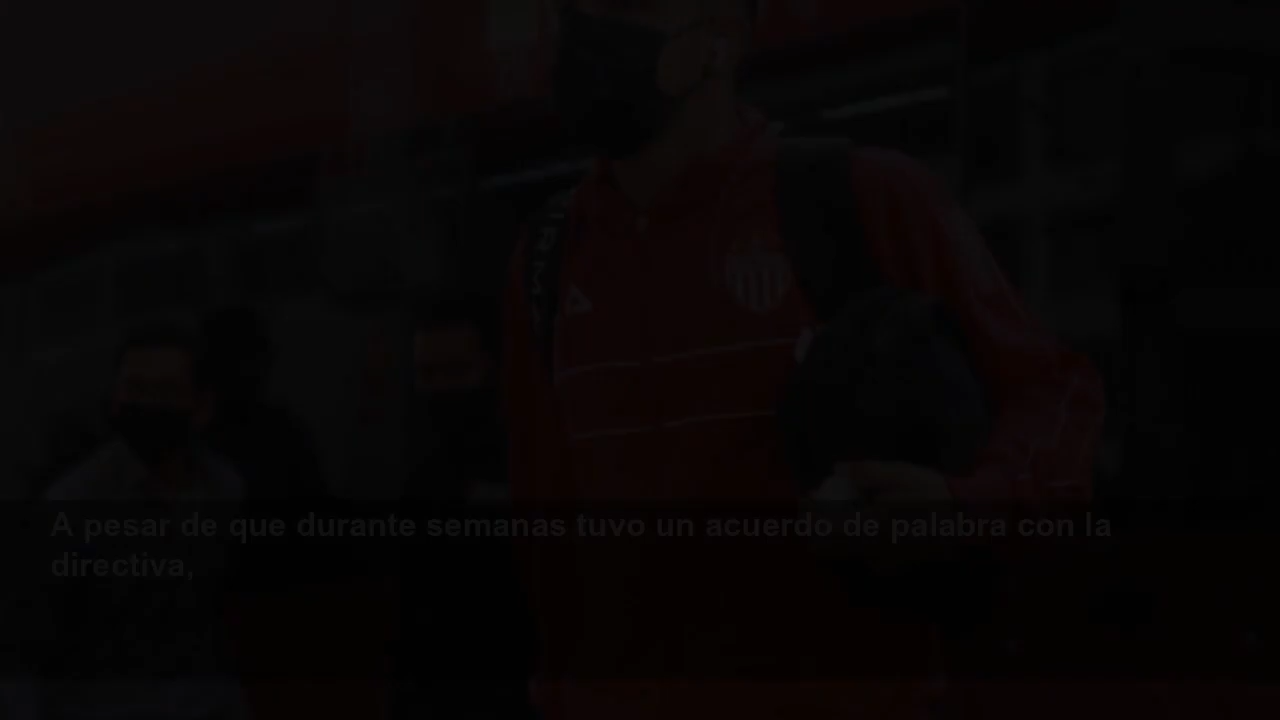 A pesar de que durante semanas tuvo un acuerdo de palabra con la
directiva,